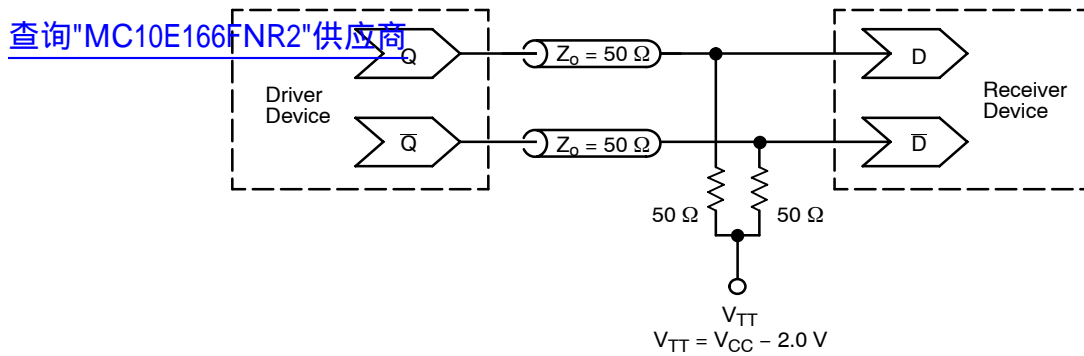 查询"MC10E166FNR2"供应商
Q
Zo = 50 Ω
D
Driver
Device
Receiver
Device
Q̅
Zo = 50 Ω
D̅
50 Ω
50 Ω
VTT
VTT = VCC − 2.0 V